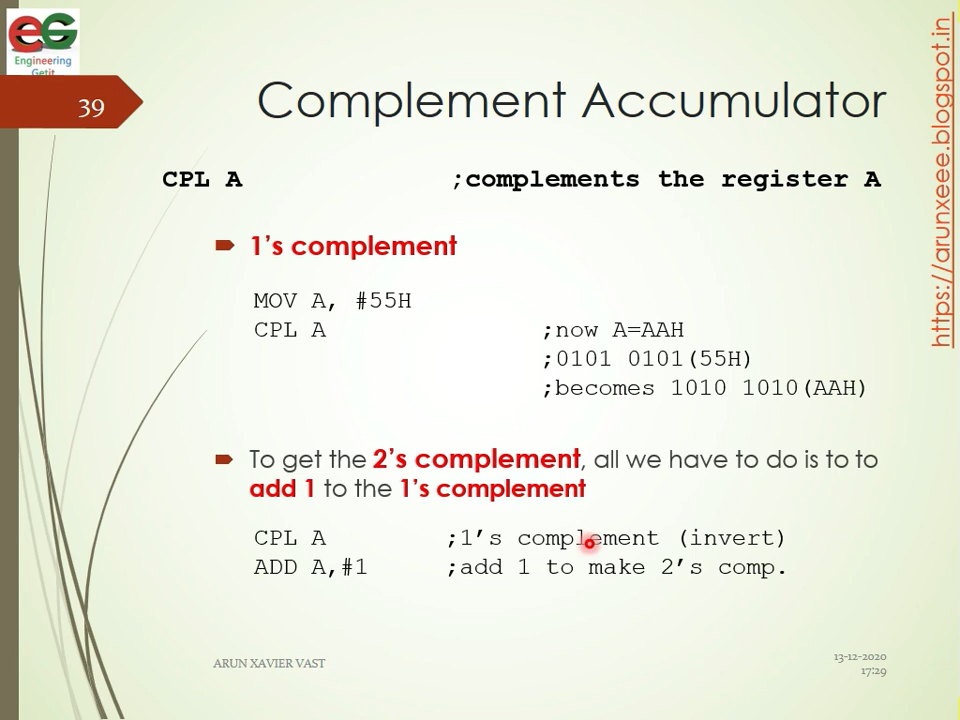 eG
Engineering
Getit
39
Complement Accumulator
https://arunxeee.blogspot.in
CPL A ;complements the register A
1's complement
MOV A, #55H
CPL A ;now A=AAH
;0101 0101(55H)
;becomes 1010 1010(AAH)
To get the 2's complement, all we have to do is to to
add 1 to the 1's complement
CPL A ;1's complement (invert)
ADD A,#1 ;add 1 to make 2's comp.
ARUN XAVIER VAST
13-12-2020
17:29